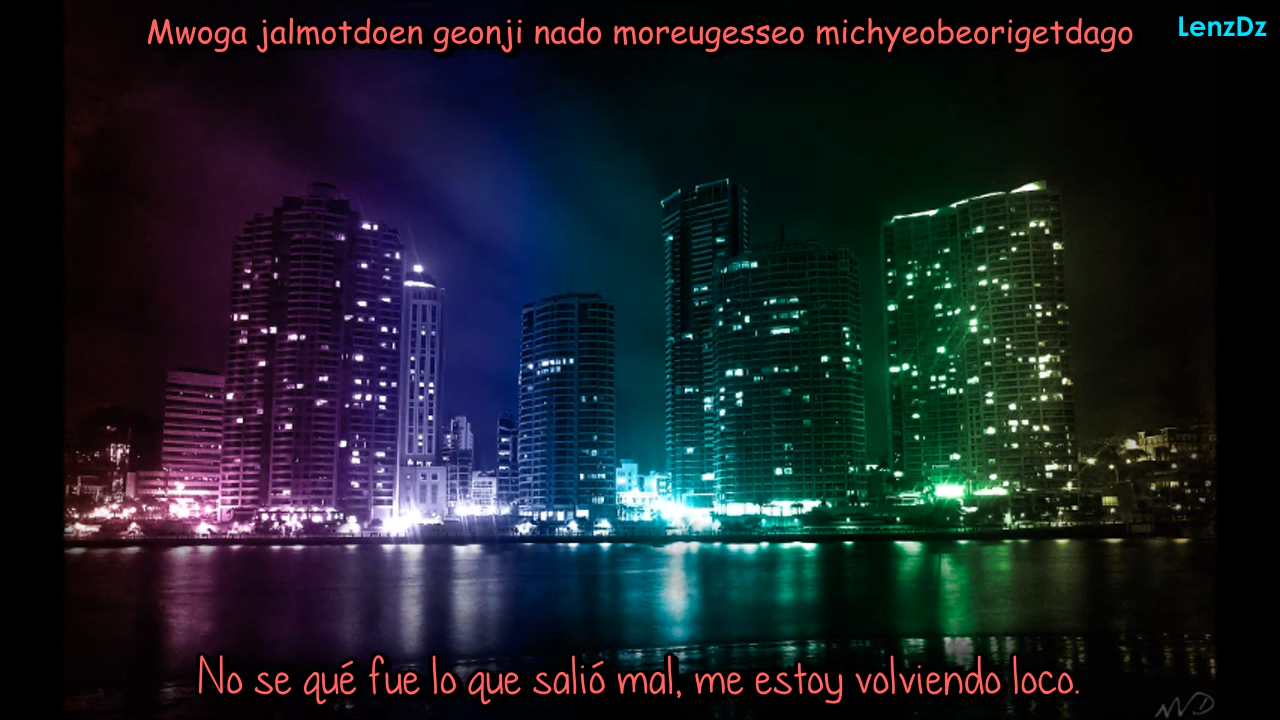 Mwoga jalmotdoen geonji nado moreugesseo michyeobeorigetdago
LenzDz
No se qué fue lo que salió mal, me estoy volviendo loco.